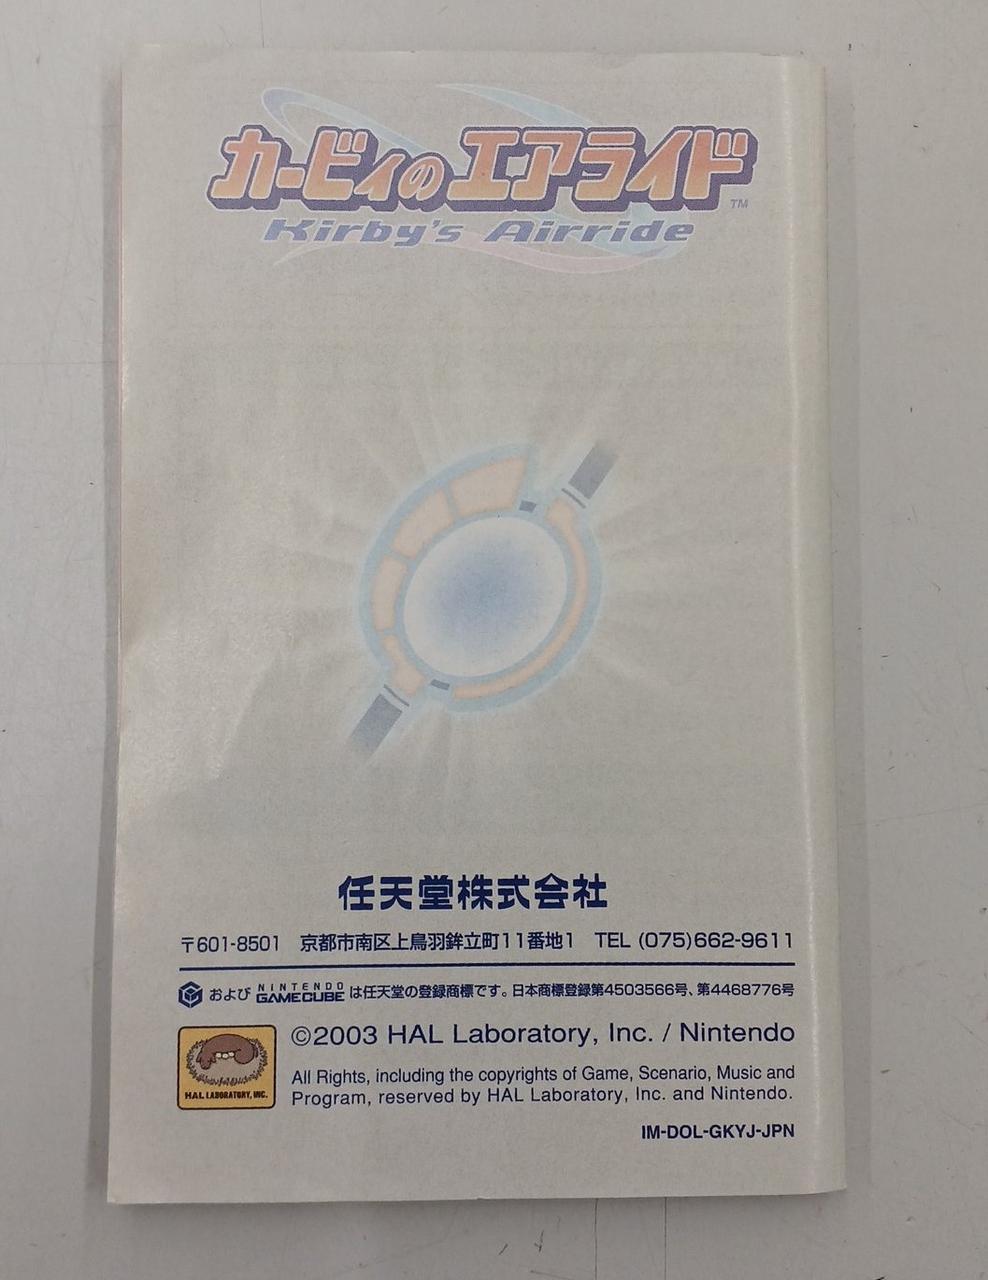 カービィのエアライド™
Kirby's Airride
任天堂株式会社
〒601-8501 京都市南区上鳥羽鉾立町11番地1 TEL (075)662-9611
および NINTENDO GAMECUBE は任天堂の登録商標です。日本商標登録第4503566号、第4468776号
©2003 HAL Laboratory, Inc. / Nintendo
HAL LABORATORY, INC.
All Rights, including the copyrights of Game, Scenario, Music and
Program, reserved by HAL Laboratory, Inc. and Nintendo.
IM-DOL-GKYJ-JPN